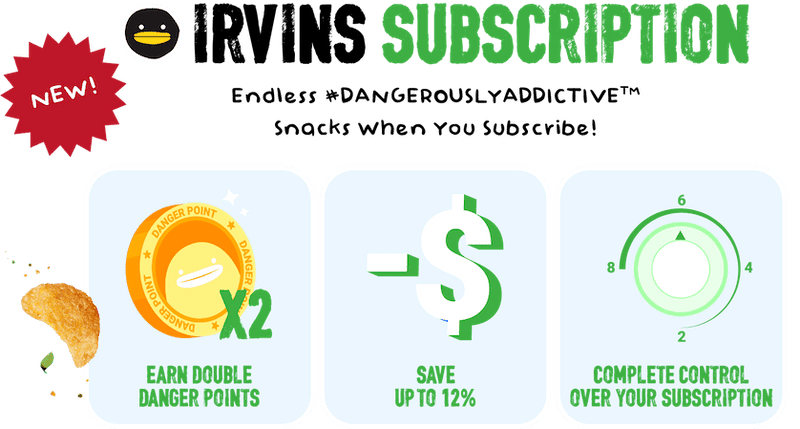 IRVINS SUBSCRIPTION
NEW!
Endless #DANGEROUSLYADDICTIVE™
Snacks When You Subscribe!
DANGER POINT
DANGER
DANGER POINT
X2
EARN DOUBLE
DANGER POINTS
-$
SAVE
UP TO 12%
6
8
4
2
COMPLETE CONTROL
OVER YOUR SUBSCRIPTION